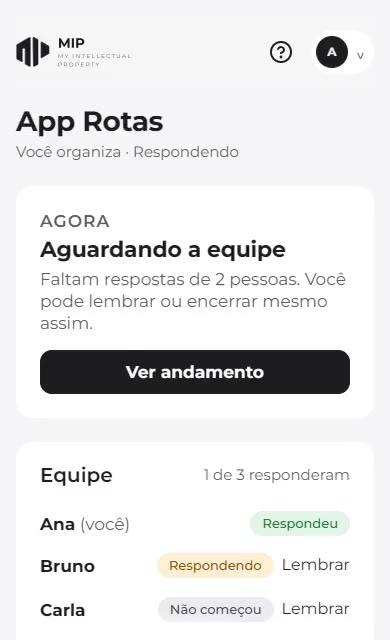 MIP
MY INTELLECTUAL
PROPERTY
A v
App Rotas
Você organiza · Respondendo
AGORA
Aguardando a equipe
Faltam respostas de 2 pessoas. Você
pode lembrar ou encerrar mesmo
assim.
Ver andamento
Equipe 1 de 3 responderam
Ana (você) Respondeu
Bruno Respondendo Lembrar
Carla Não começou Lembrar